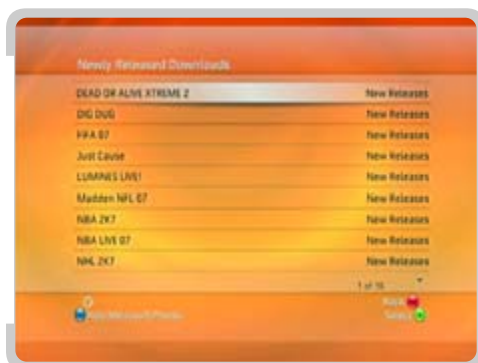 Newly Released Downloads
DEAD OR ALIVE XTREME 2 New Releases
DIG DUG New Releases
FIFA 07 New Releases
Just Cause New Releases
LUMINES LIVE! New Releases
Madden NFL 07 New Releases
NBA 2K7 New Releases
NBA LIVE 07 New Releases
NHL 2K7 New Releases
1 of 16
Back
Select